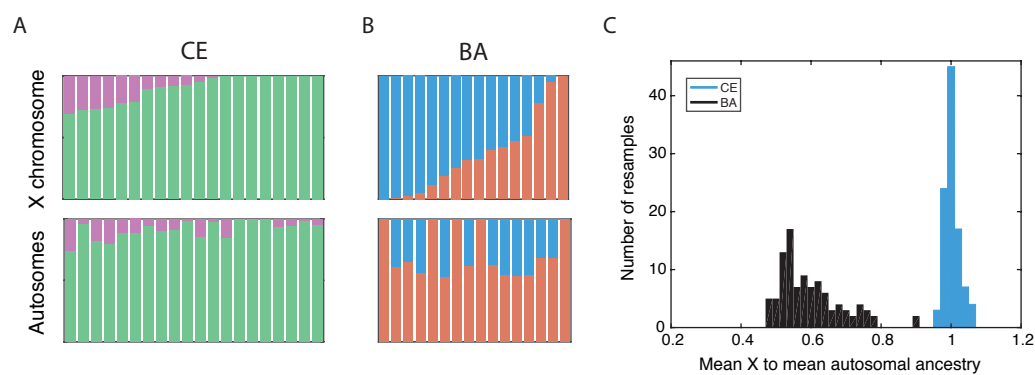 A
CE
X chromosome
Autosomes
B
BA
C
Number of resamples
40
30
20
10
0
CE
BA
0.2 0.4 0.6 0.8 1 1.2
Mean X to mean autosomal ancestry